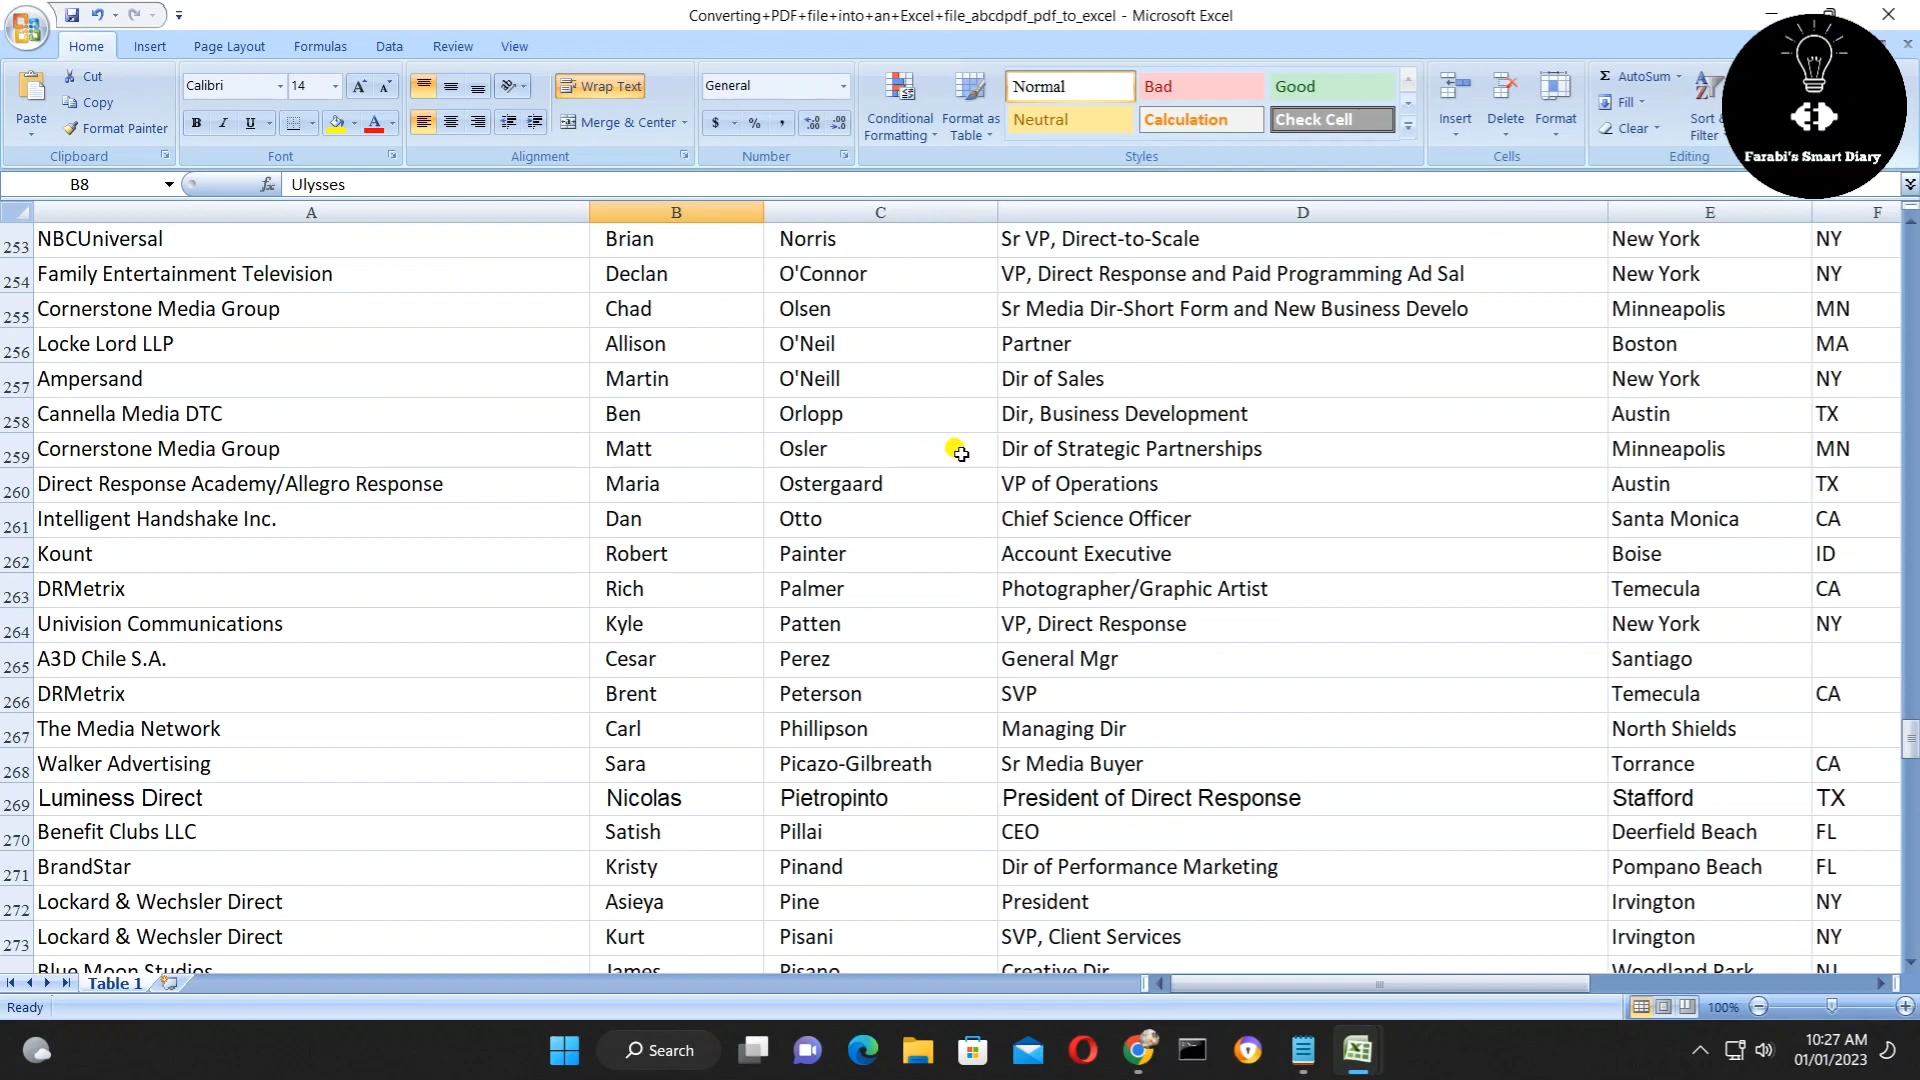 Converting+PDF+file+into+an+Excel+file_abcdpdf_pdf_to_excel - Microsoft Excel
Home Insert Page Layout Formulas Data Review View
Paste Cut Copy Format Painter Clipboard
Calibri 14 B I U Font
Wrap Text Merge & Center Alignment
General $ % , Number
Conditional Formatting Format as Table Normal Bad Good Neutral Calculation Check Cell Styles
Insert Delete Format Cells
Σ AutoSum Fill Clear Sort & Filter Editing
Farabi's Smart Diary
B8 fx Ulysses
A B C D E F
253 NBCUniversal Brian Norris Sr VP, Direct-to-Scale New York NY
254 Family Entertainment Television Declan O'Connor VP, Direct Response and Paid Programming Ad Sal New York NY
255 Cornerstone Media Group Chad Olsen Sr Media Dir-Short Form and New Business Develo Minneapolis MN
256 Locke Lord LLP Allison O'Neil Partner Boston MA
257 Ampersand Martin O'Neill Dir of Sales New York NY
258 Cannella Media DTC Ben Orlopp Dir, Business Development Austin TX
259 Cornerstone Media Group Matt Osler Dir of Strategic Partnerships Minneapolis MN
260 Direct Response Academy/Allegro Response Maria Ostergaard VP of Operations Austin TX
261 Intelligent Handshake Inc. Dan Otto Chief Science Officer Santa Monica CA
262 Kount Robert Painter Account Executive Boise ID
263 DRMetrix Rich Palmer Photographer/Graphic Artist Temecula CA
264 Univision Communications Kyle Patten VP, Direct Response New York NY
265 A3D Chile S.A. Cesar Perez General Mgr Santiago
266 DRMetrix Brent Peterson SVP Temecula CA
267 The Media Network Carl Phillipson Managing Dir North Shields
268 Walker Advertising Sara Picazo-Gilbreath Sr Media Buyer Torrance CA
269 Luminess Direct Nicolas Pietropinto President of Direct Response Stafford TX
270 Benefit Clubs LLC Satish Pillai CEO Deerfield Beach FL
271 BrandStar Kristy Pinand Dir of Performance Marketing Pompano Beach FL
272 Lockard & Wechsler Direct Asieya Pine President Irvington NY
273 Lockard & Wechsler Direct Kurt Pisani SVP, Client Services Irvington NY
Blue Moon Studios James Pisano Creative Dir Woodland Park NJ
Table 1
Ready 100%
Search
10:27 AM
01/01/2023